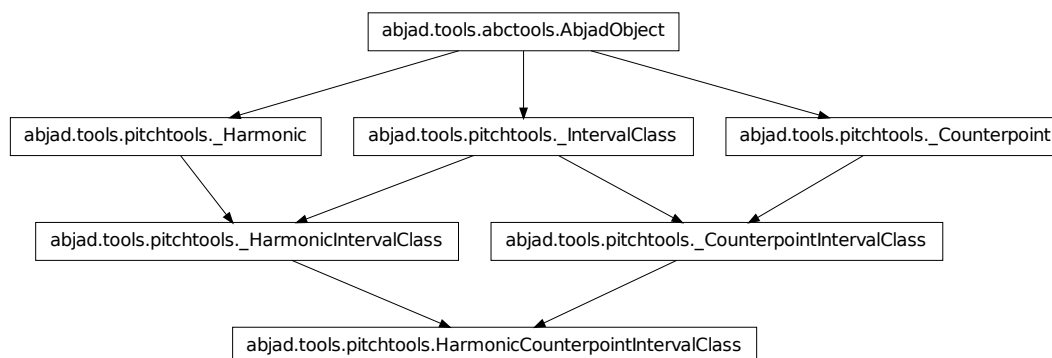 abjad.tools.abctools.AbjadObject
abjad.tools.pitchtools._Harmonic
abjad.tools.pitchtools._IntervalClass
abjad.tools.pitchtools._Counterpoint
abjad.tools.pitchtools._HarmonicIntervalClass
abjad.tools.pitchtools._CounterpointIntervalClass
abjad.tools.pitchtools.HarmonicCounterpointIntervalClass